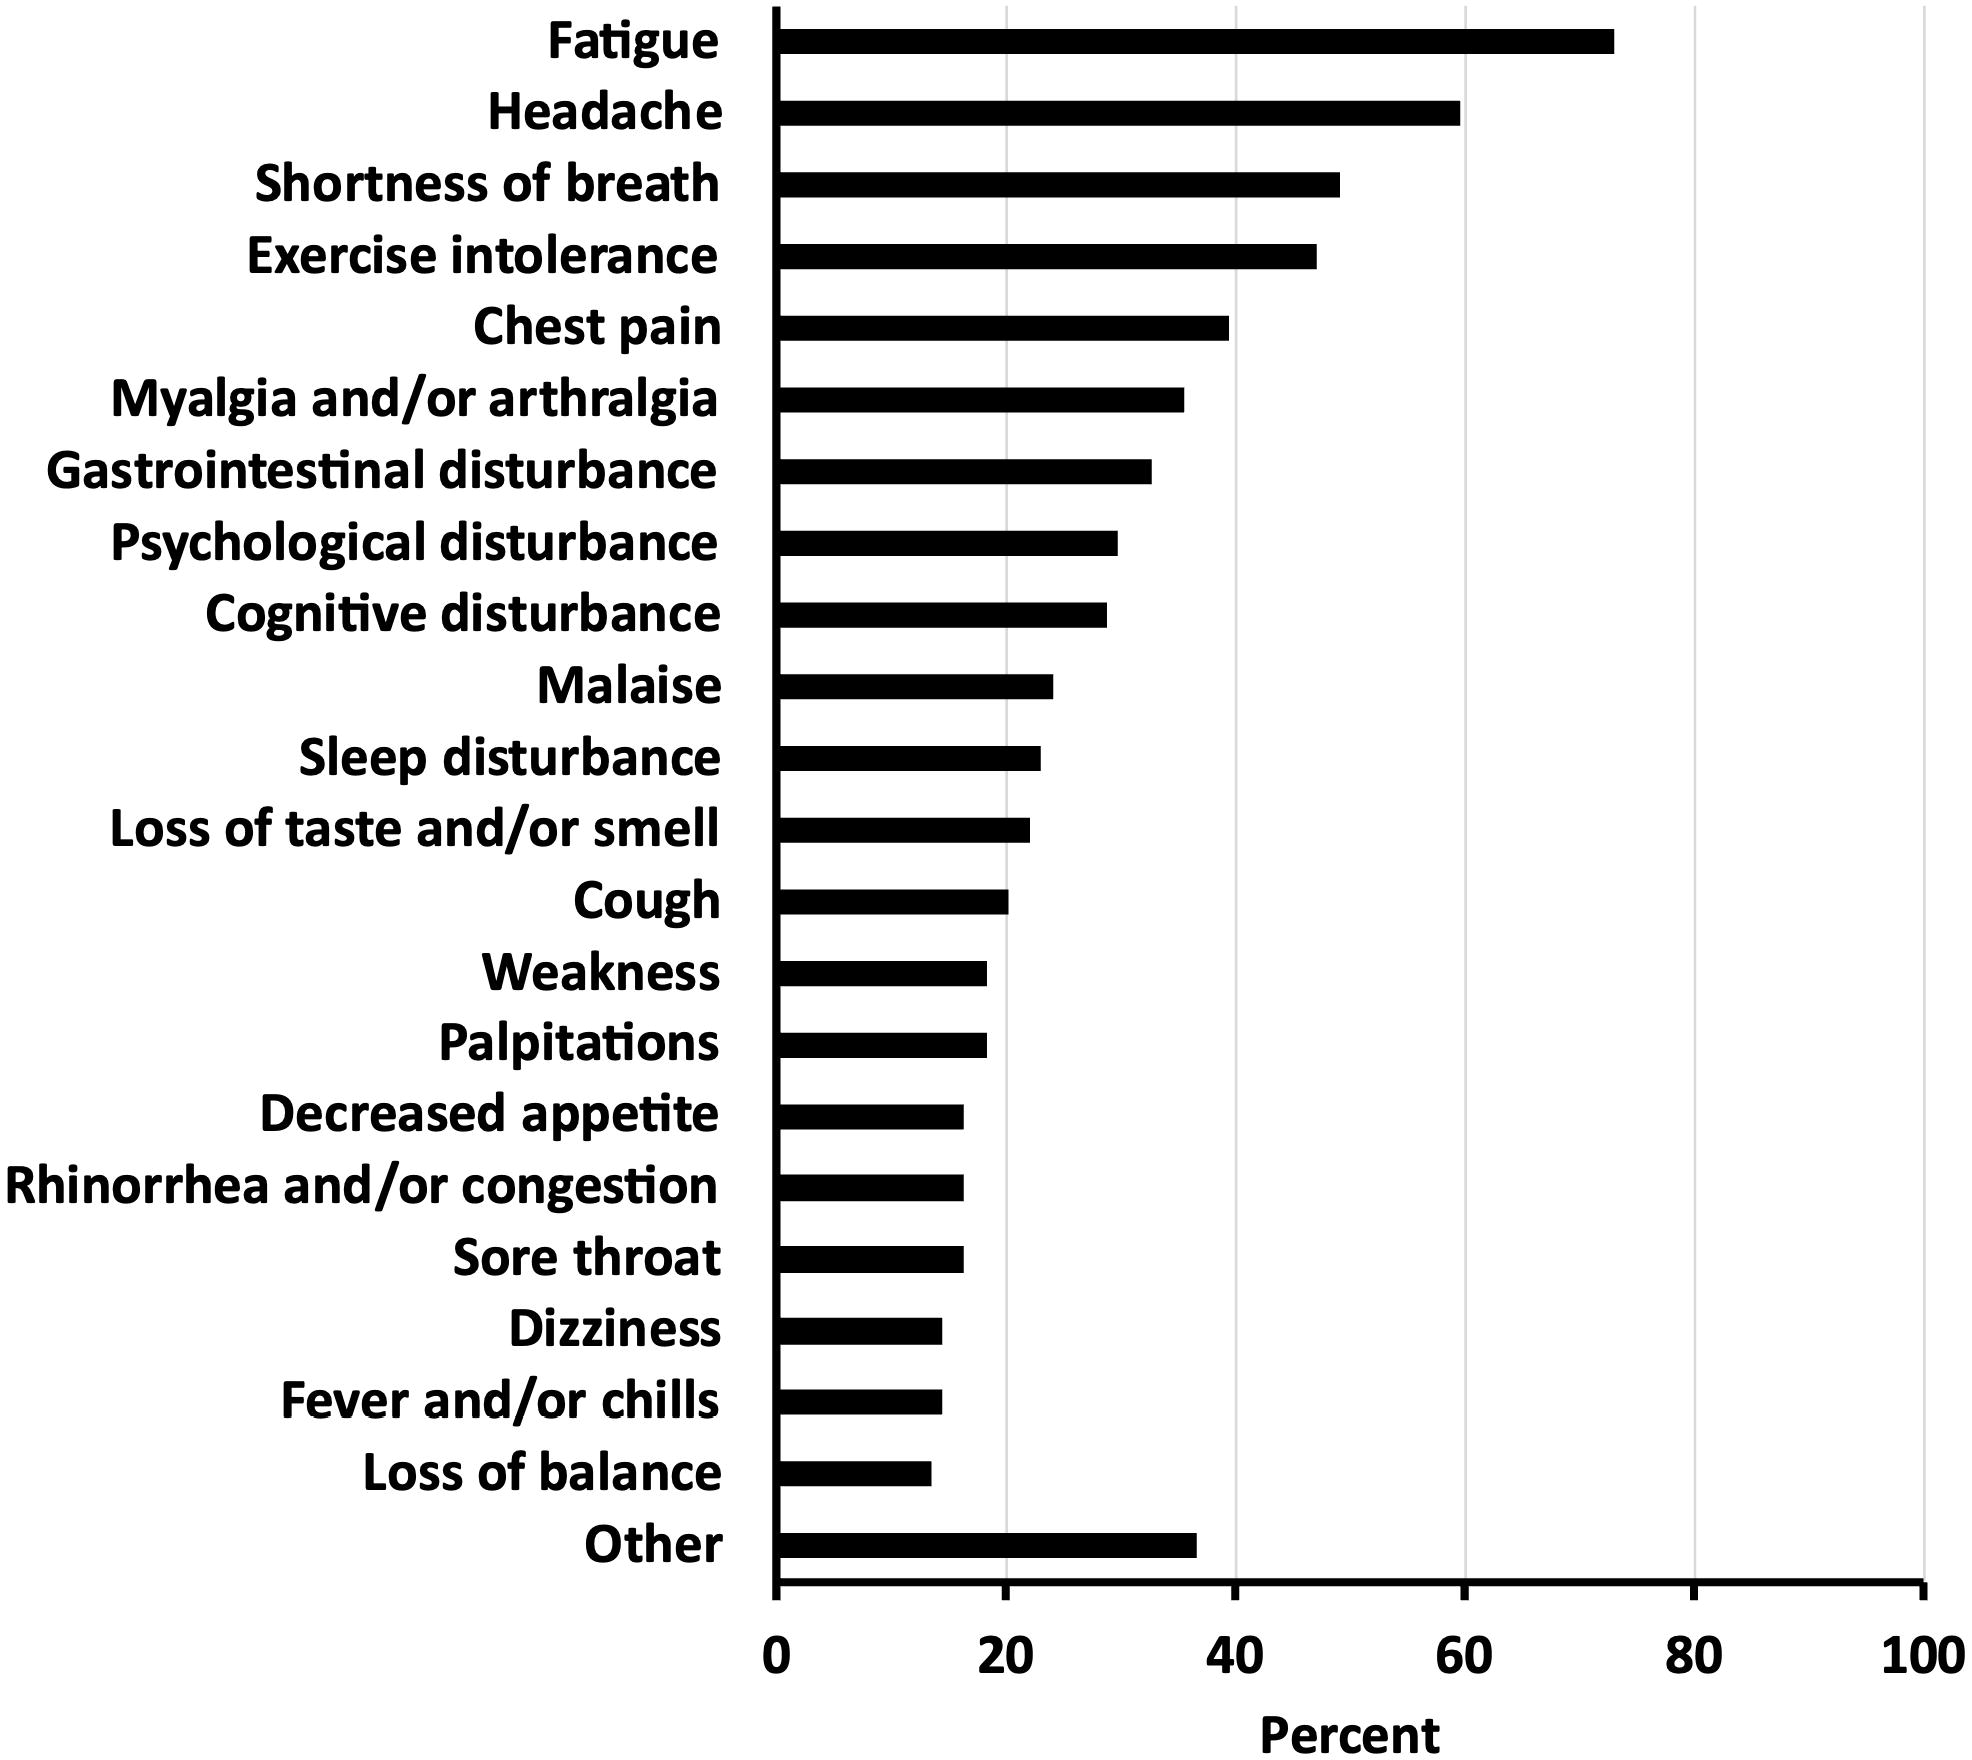 Fatigue
Headache
Shortness of breath
Exercise intolerance
Chest pain
Myalgia and/or arthralgia
Gastrointestinal disturbance
Psychological disturbance
Cognitive disturbance
Malaise
Sleep disturbance
Loss of taste and/or smell
Cough
Weakness
Palpitations
Decreased appetite
Rhinorrhea and/or congestion
Sore throat
Dizziness
Fever and/or chills
Loss of balance
Other
0 20 40 60 80 100
Percent